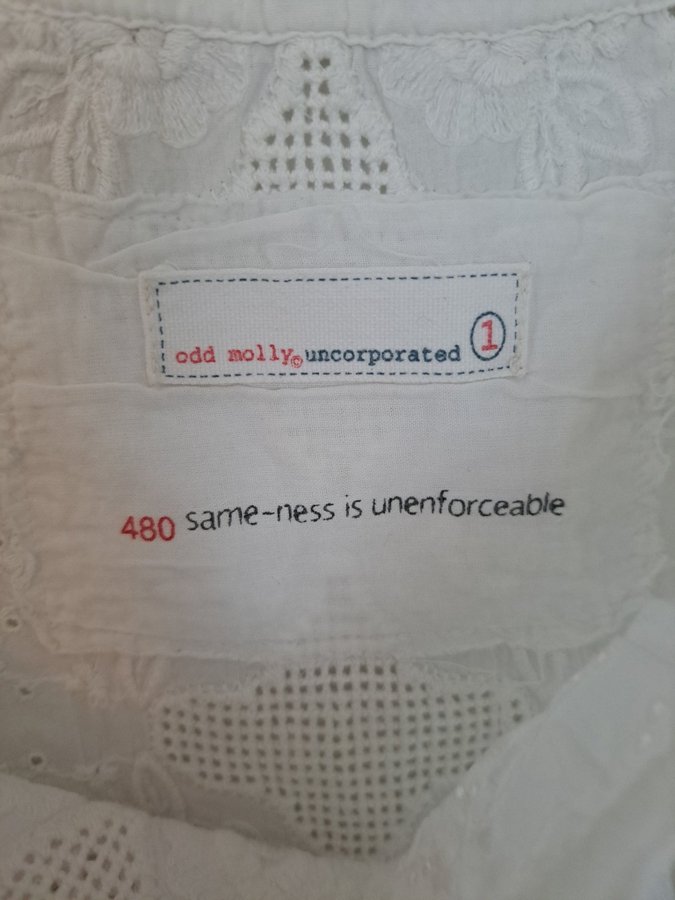 odd molly©uncorporated 1
480 same-ness is unenforceable